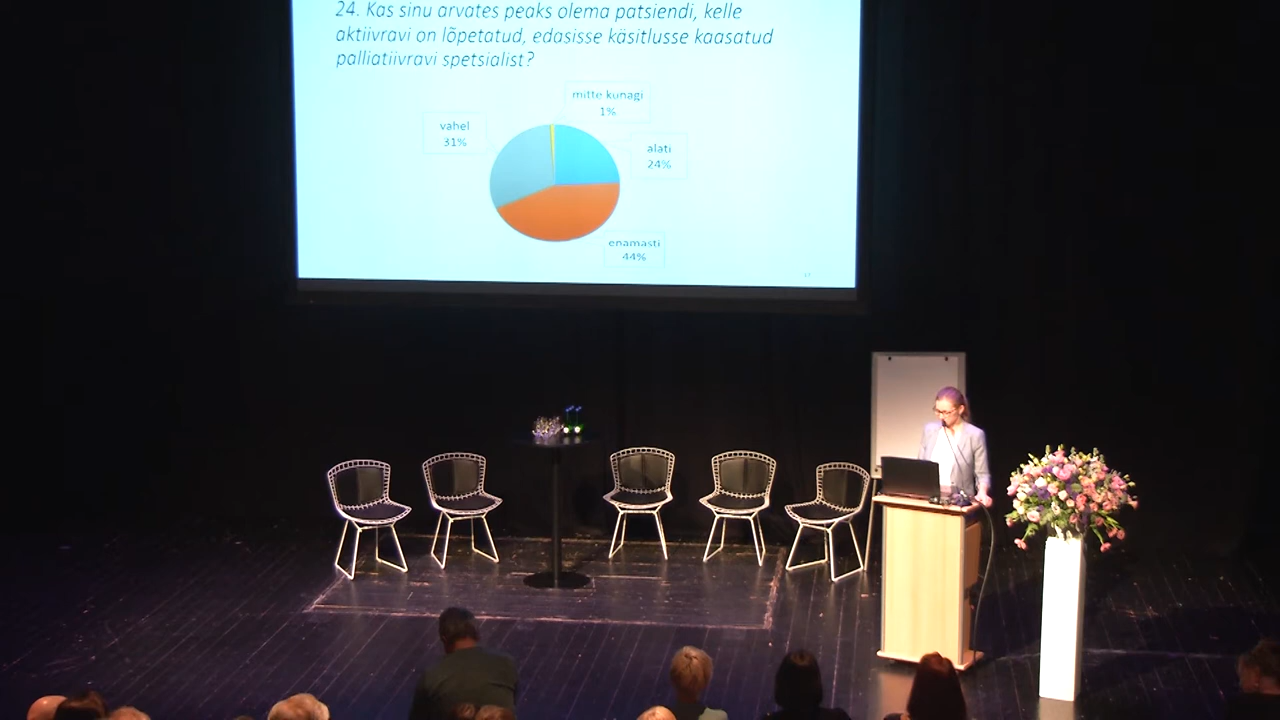 24. Kas sinu arvates peaks olema patsiendi, kelle
aktiivravi on lõpetatud, edasisse käsitlusse kaasatud
palliatiivravi spetsialist?
mitte kunagi
1%
vahel
31%
alati
24%
enamasti
44%